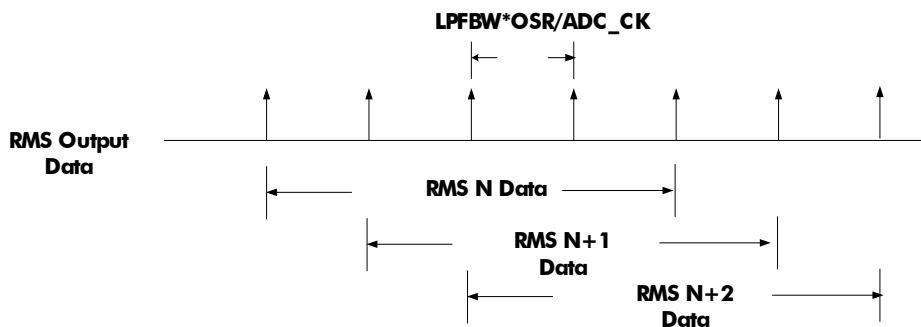 LPFBW*OSR/ADC_CK
RMS Output
Data
RMS N Data
RMS N+1
Data
RMS N+2
Data